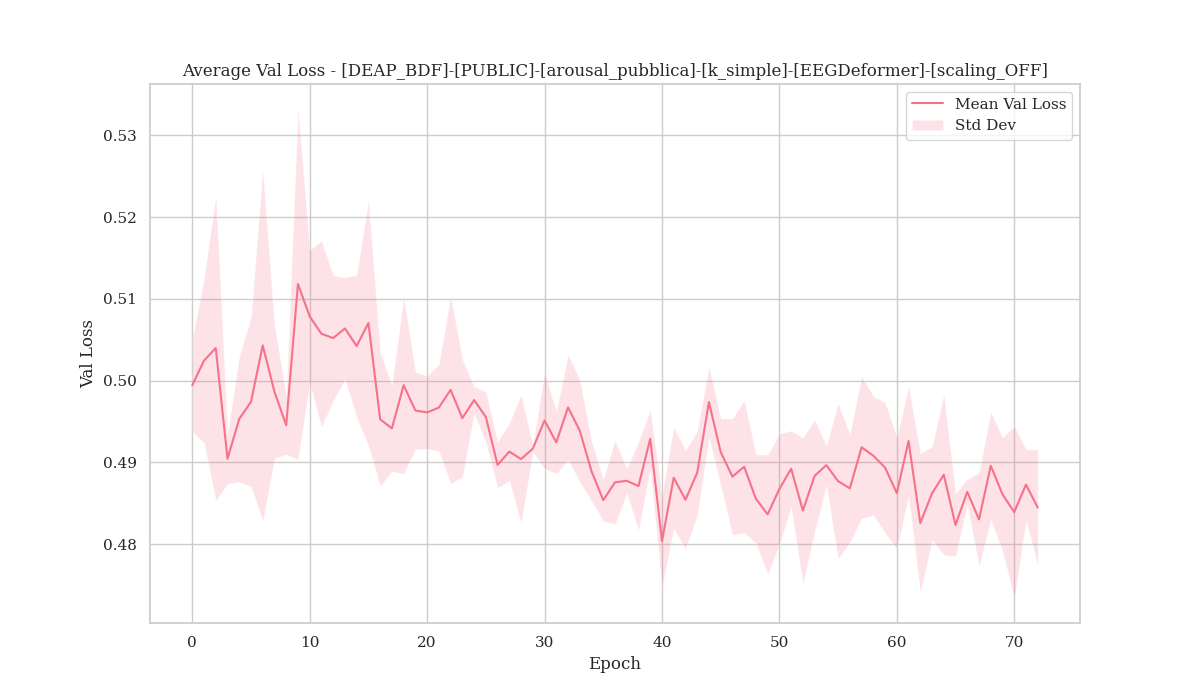 Average Val Loss - [DEAP_BDF]-[PUBLIC]-[arousal_pubblica]-[k_simple]-[EEGDeformer]-[scaling_OFF]
Mean Val Loss
Std Dev
0.53
0.52
0.51
0.50
0.49
0.48
Val Loss
0 10 20 30 40 50 60 70
Epoch